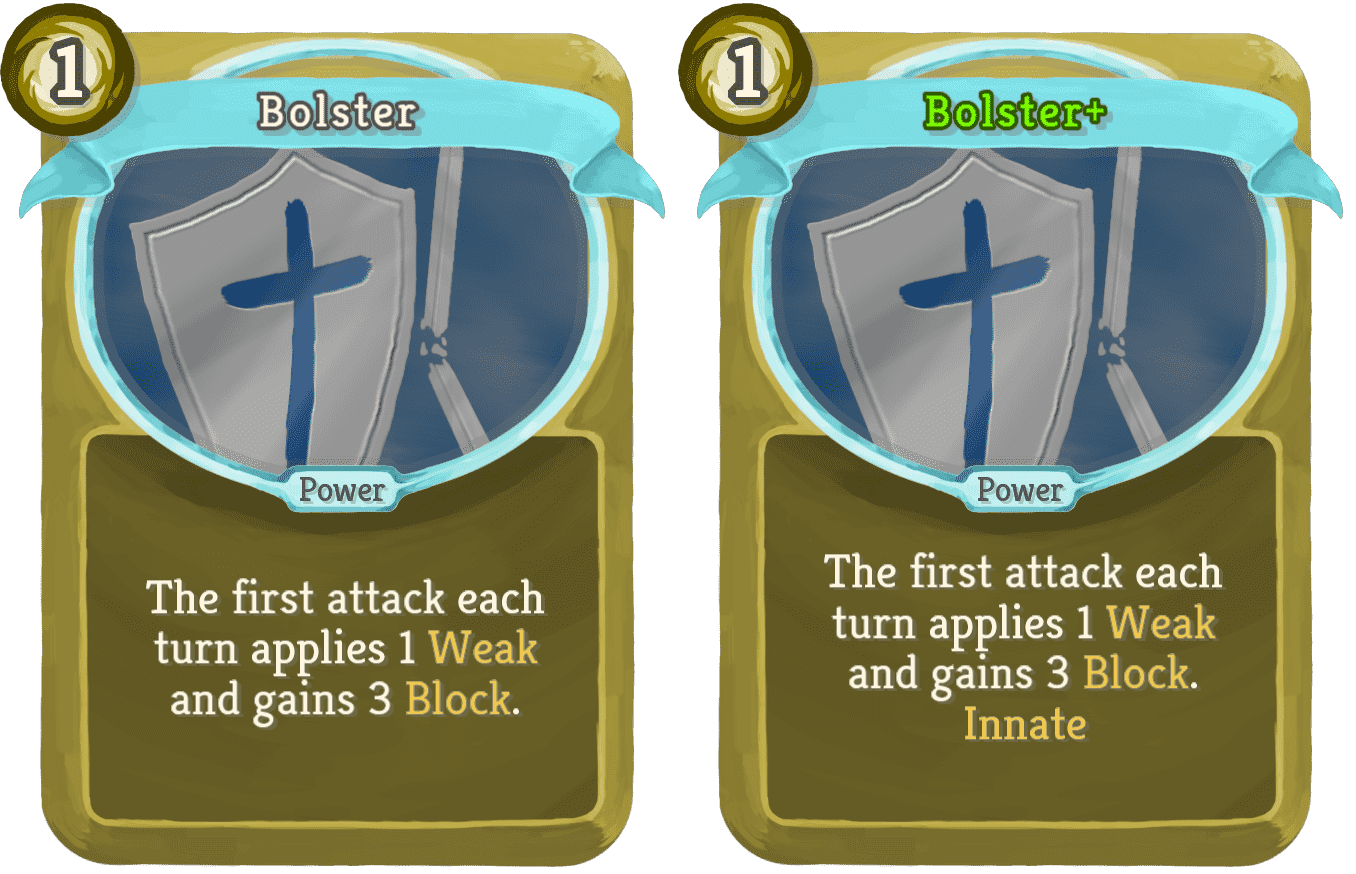 1
Bolster
Power
The first attack each
turn applies 1 Weak
and gains 3 Block.
1
Bolster+
Power
The first attack each
turn applies 1 Weak
and gains 3 Block.
Innate